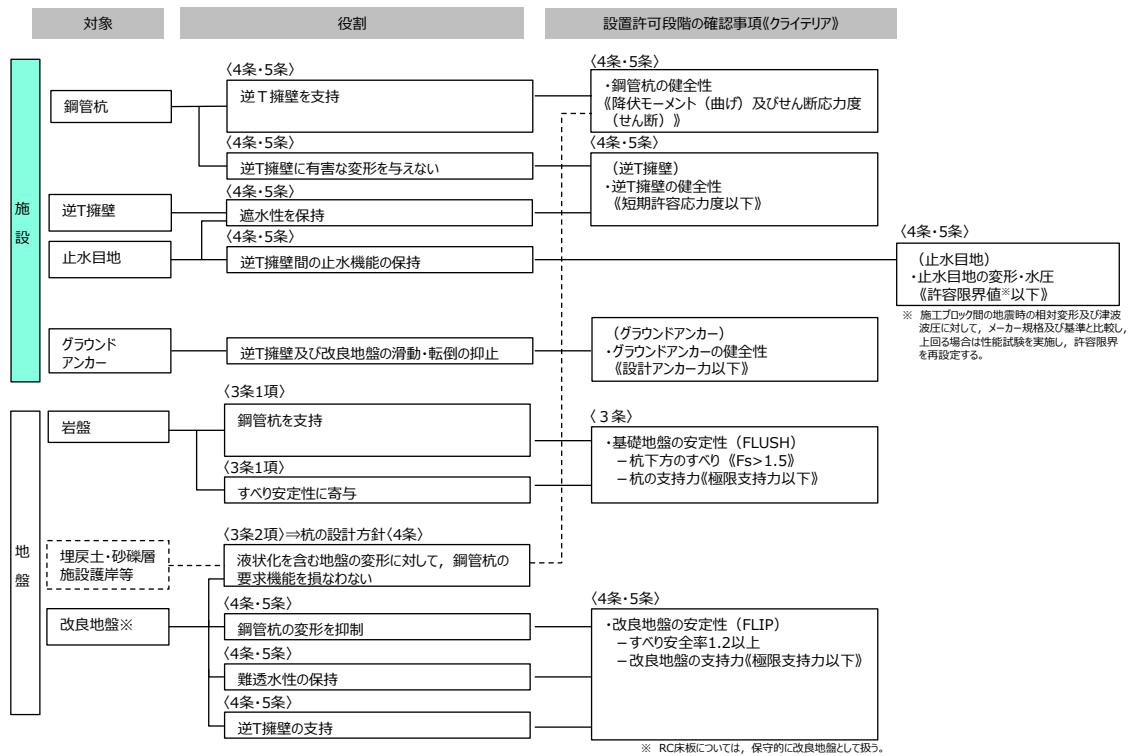 対象
役割
設置許可段階の確認事項《クライテリア》
施
設
鋼管杭
〈4条・5条〉
逆Ｔ擁壁を支持
〈4条・5条〉
・鋼管杭の健全性
《降伏モーメント（曲げ）及びせん断応力度
（せん断）》
〈4条・5条〉
逆T擁壁に有害な変形を与えない
〈4条・5条〉
（逆T擁壁）
・逆T擁壁の健全性
《短期許容応力度以下》
逆T擁壁
〈4条・5条〉
遮水性を保持
止水目地
〈4条・5条〉
逆T擁壁間の止水機能の保持
〈4条・5条〉
（止水目地）
・止水目地の変形・水圧
《許容限界値※以下》
※ 施工ブロック間の地震時の相対変形及び津波
波圧に対して，メーカー規格及び基準と比較し，
上回る場合は性能試験を実施し，許容限界
を再設定する。
グラウンド
アンカー
逆T擁壁及び改良地盤の滑動・転倒の抑止
（グラウンドアンカー）
・グラウンドアンカーの健全性
《設計アンカー力以下》
地
盤
岩盤
〈3条1項〉
鋼管杭を支持
〈3条1項〉
すべり安定性に寄与
〈３条〉
・基礎地盤の安定性（FLUSH）
－杭下方のすべり《Fs>1.5》
－杭の支持力《極限支持力以下》
埋戻土・砂礫層
施設護岸等
〈3条2項〉⇒杭の設計方針〈4条〉
液状化を含む地盤の変形に対して，鋼管杭の
要求機能を損なわない
改良地盤※
〈4条・5条〉
鋼管杭の変形を抑制
〈4条・5条〉
難透水性の保持
〈4条・5条〉
逆T擁壁の支持
〈4条・5条〉
・改良地盤の安定性（FLIP）
－すべり安全率1.2以上
－改良地盤の支持力《極限支持力以下》
※ RC床板については，保守的に改良地盤として扱う。